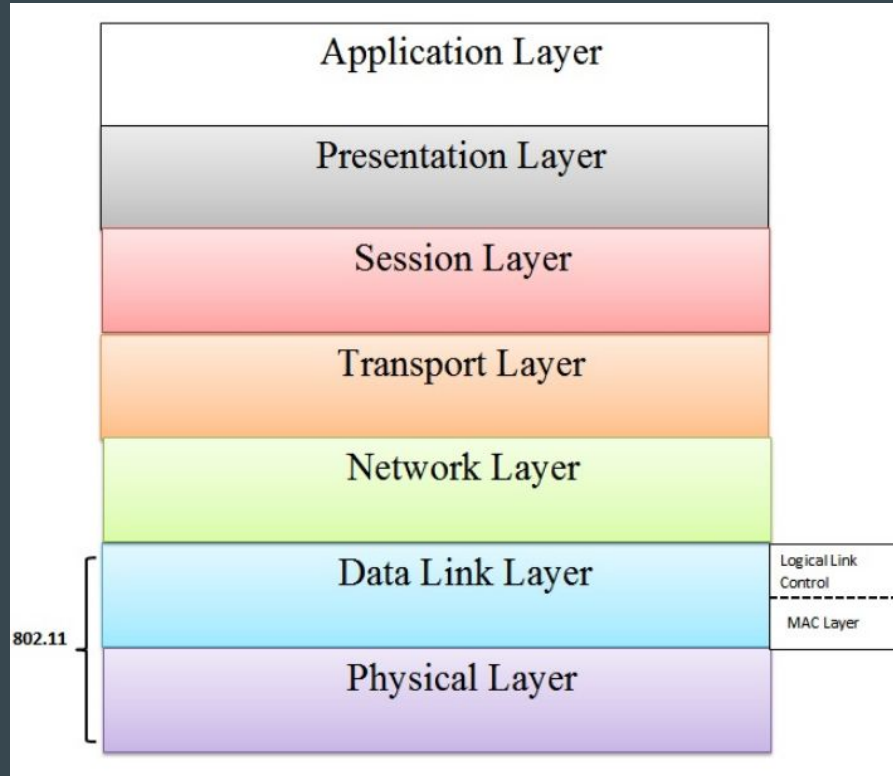 Application Layer
Presentation Layer
Session Layer
Transport Layer
Network Layer
Data Link Layer
Logical Link
Control
MAC Layer
802.11
Physical Layer